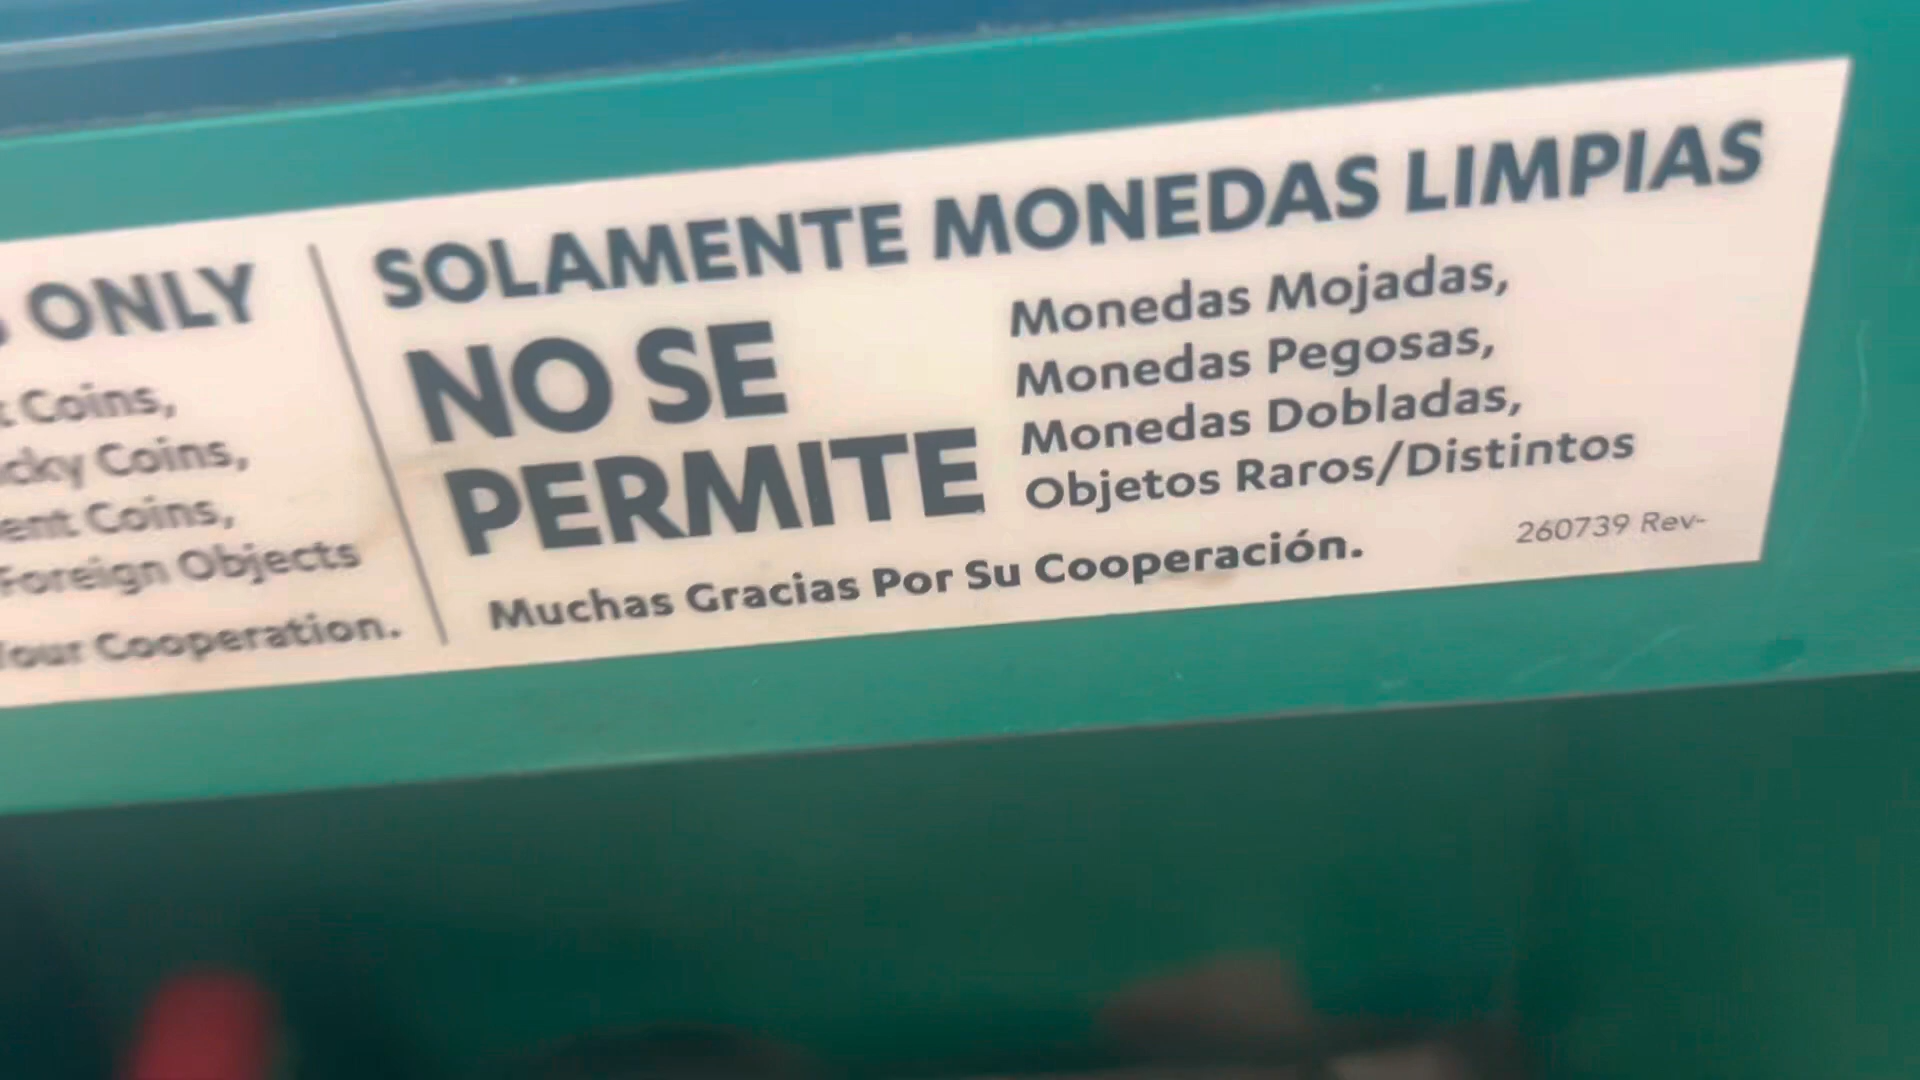 ONLY
Coins,
Coins,
Coins,
Foreign Objects
Your Cooperation.
SOLAMENTE MONEDAS LIMPIAS
NO SE
PERMITE
Monedas Mojadas,
Monedas Pegosas,
Monedas Dobladas,
Objetos Raros/Distintos
Muchas Gracias Por Su Cooperación.
260739 Rev-